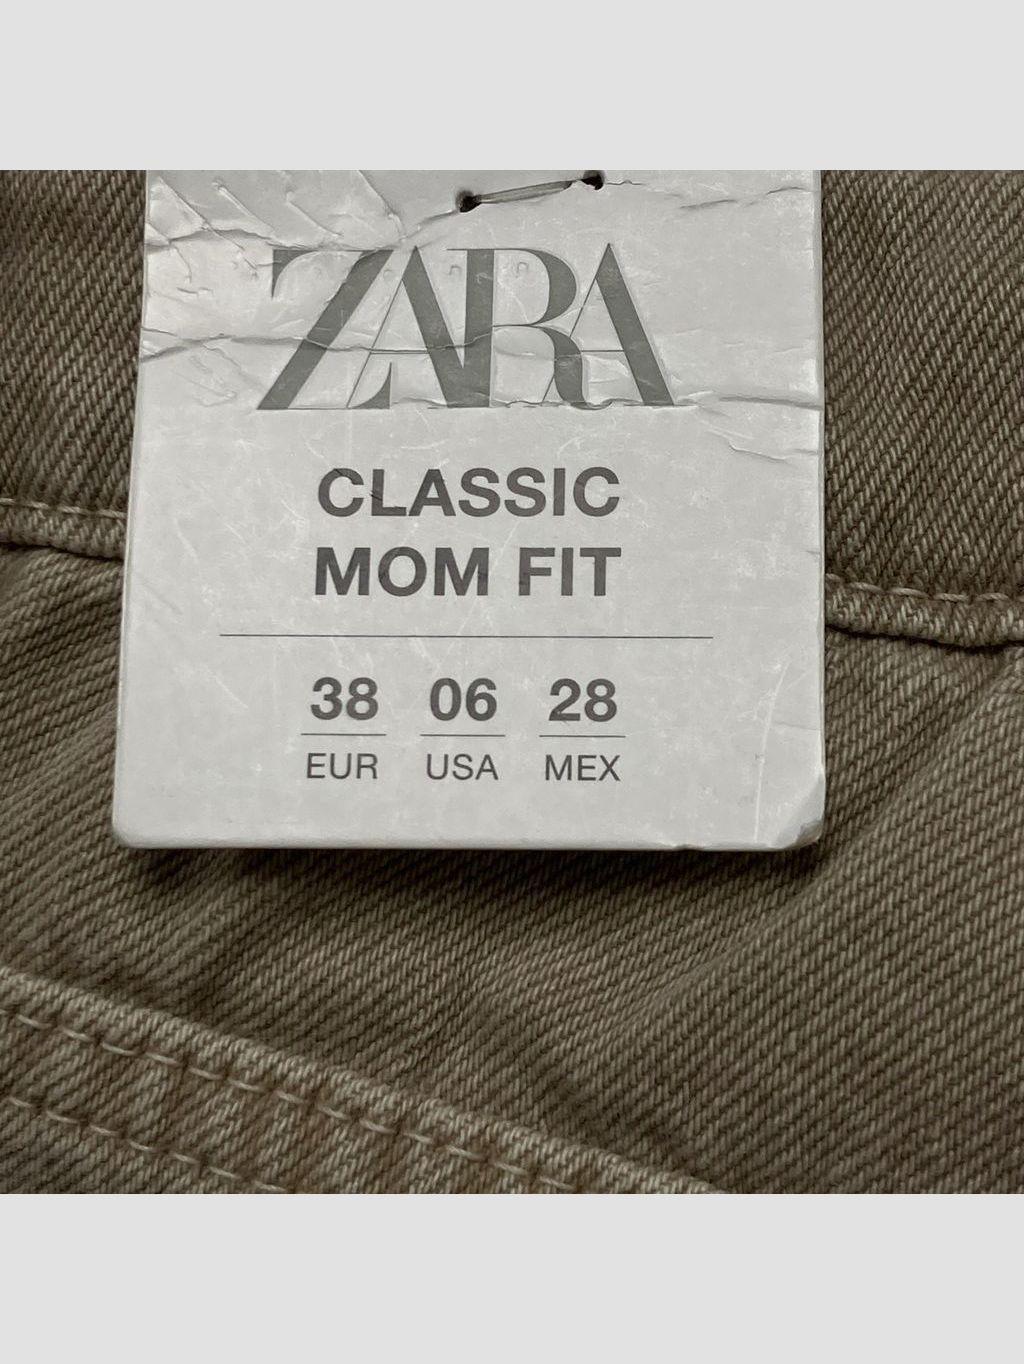 ZARA
CLASSIC
MOM FIT
38 06 28
EUR USA MEX